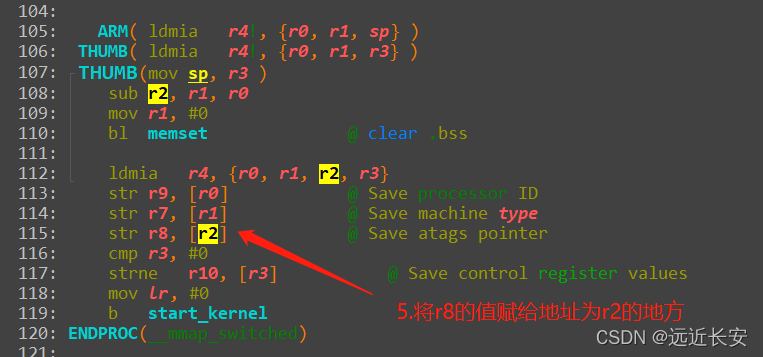 104:
105: ARM( ldmia r4!, {r0, r1, sp} )
106: THUMB( ldmia r4!, {r0, r1, r3} )
107: THUMB(mov sp, r3 )
108: sub r2, r1, r0
109: mov r1, #0
110: bl memset @ clear .bss
111:
112: ldmia r4, {r0, r1, r2, r3}
113: str r9, [r0] @ Save processor ID
114: str r7, [r1] @ Save machine type
115: str r8, [r2] @ Save atags pointer
116: cmp r3, #0
117: strne r10, [r3] @ Save control register values
118: mov lr, #0
119: b start_kernel
5.将r8的值赋给地址为r2的地方
120: ENDPROC(__mmap_switched)
121:
CSDN @远近长安